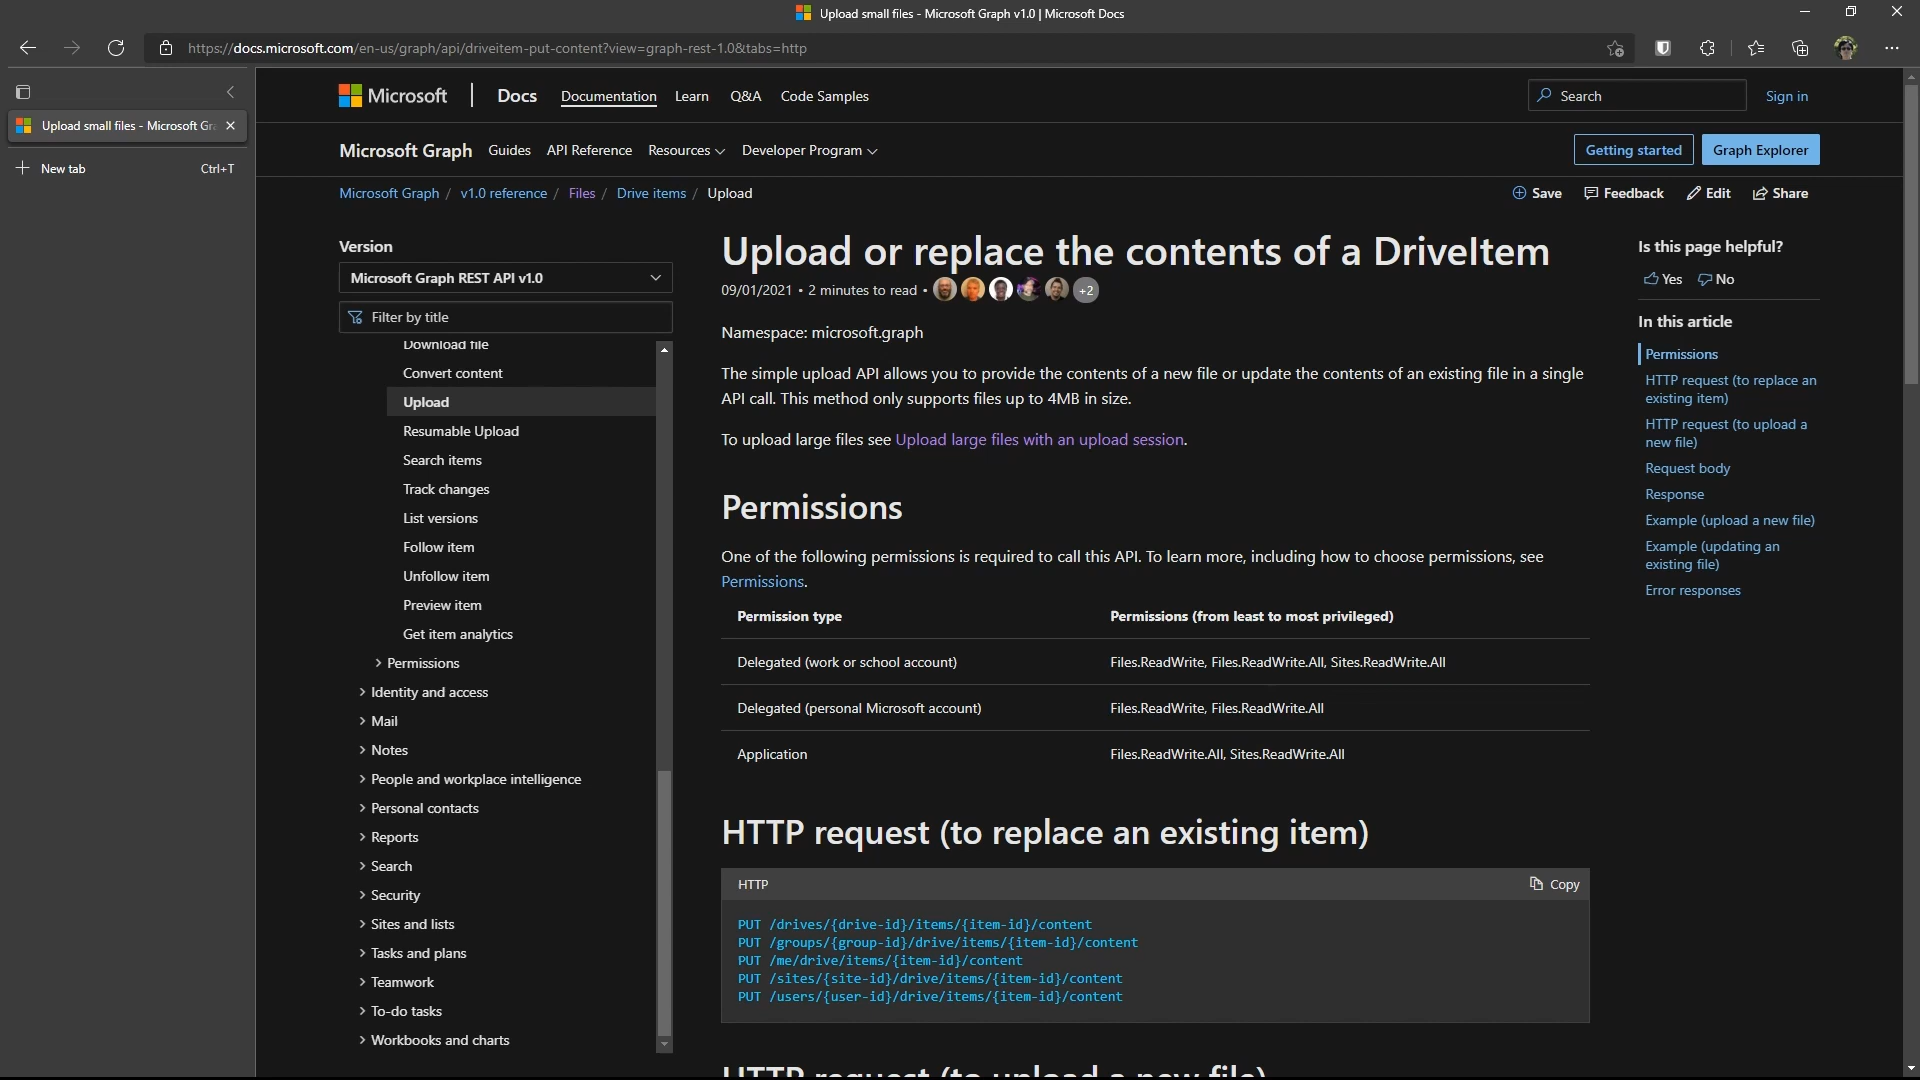 Upload small files - Microsoft Graph v1.0 | Microsoft Docs
https://docs.microsoft.com/en-us/graph/api/driveitem-put-content?view=graph-rest-1.0&tabs=http
Upload small files - Microsoft Gr
New tab Ctrl+T
Microsoft Docs Documentation Learn Q&A Code Samples Search Sign in
Microsoft Graph Guides API Reference Resources Developer Program Getting started Graph Explorer
Microsoft Graph / v1.0 reference / Files / Drive items / Upload
Save Feedback Edit Share
Version
Microsoft Graph REST API v1.0
Filter by title
Download file
Convert content
Upload
Resumable Upload
Search items
Track changes
List versions
Follow item
Unfollow item
Preview item
Get item analytics
Permissions
Identity and access
Mail
Notes
People and workplace intelligence
Personal contacts
Reports
Search
Security
Sites and lists
Tasks and plans
Teamwork
To-do tasks
Workbooks and charts
Upload or replace the contents of a DriveItem
09/01/2021 • 2 minutes to read • +2
Namespace: microsoft.graph
The simple upload API allows you to provide the contents of a new file or update the contents of an existing file in a single
API call. This method only supports files up to 4MB in size.
To upload large files see Upload large files with an upload session.
Permissions
One of the following permissions is required to call this API. To learn more, including how to choose permissions, see
Permissions.
Permission type Permissions (from least to most privileged)
Delegated (work or school account) Files.ReadWrite, Files.ReadWrite.All, Sites.ReadWrite.All
Delegated (personal Microsoft account) Files.ReadWrite, Files.ReadWrite.All
Application Files.ReadWrite.All, Sites.ReadWrite.All
HTTP request (to replace an existing item)
HTTP Copy
PUT /drives/{drive-id}/items/{item-id}/content
PUT /groups/{group-id}/drive/items/{item-id}/content
PUT /me/drive/items/{item-id}/content
PUT /sites/{site-id}/drive/items/{item-id}/content
PUT /users/{user-id}/drive/items/{item-id}/content
HTTP request (to upload a new file)
Is this page helpful?
Yes No
In this article
Permissions
HTTP request (to replace an
existing item)
HTTP request (to upload a
new file)
Request body
Response
Example (upload a new file)
Example (updating an
existing file)
Error responses